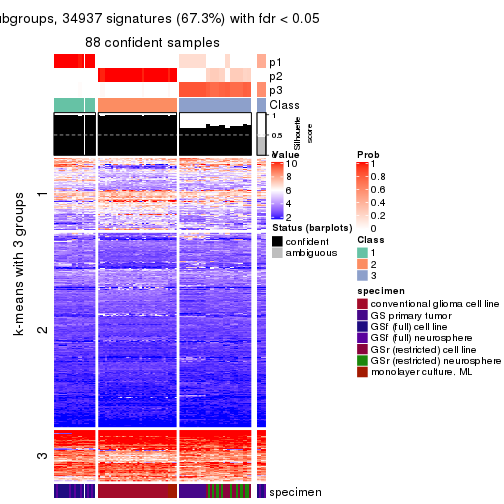 ubgroups, 34937 signatures (67.3%) with fdr < 0.05
88 confident samples
p1
p2
p3
Class
1
0.5
0
Silhouette
score
1
2
3
k-means with 3 groups
Value
10
8
6
4
2
Status (barplots)
confident
ambiguous
Prob
1
0.8
0.6
0.4
0.2
0
Class
1
2
3
specimen
conventional glioma cell line
GS primary tumor
GSf (full) cell line
GSf (full) neurosphere
GSr (restricted) cell line
GSr (restricted) neurosphere
monolayer culture. ML
specimen